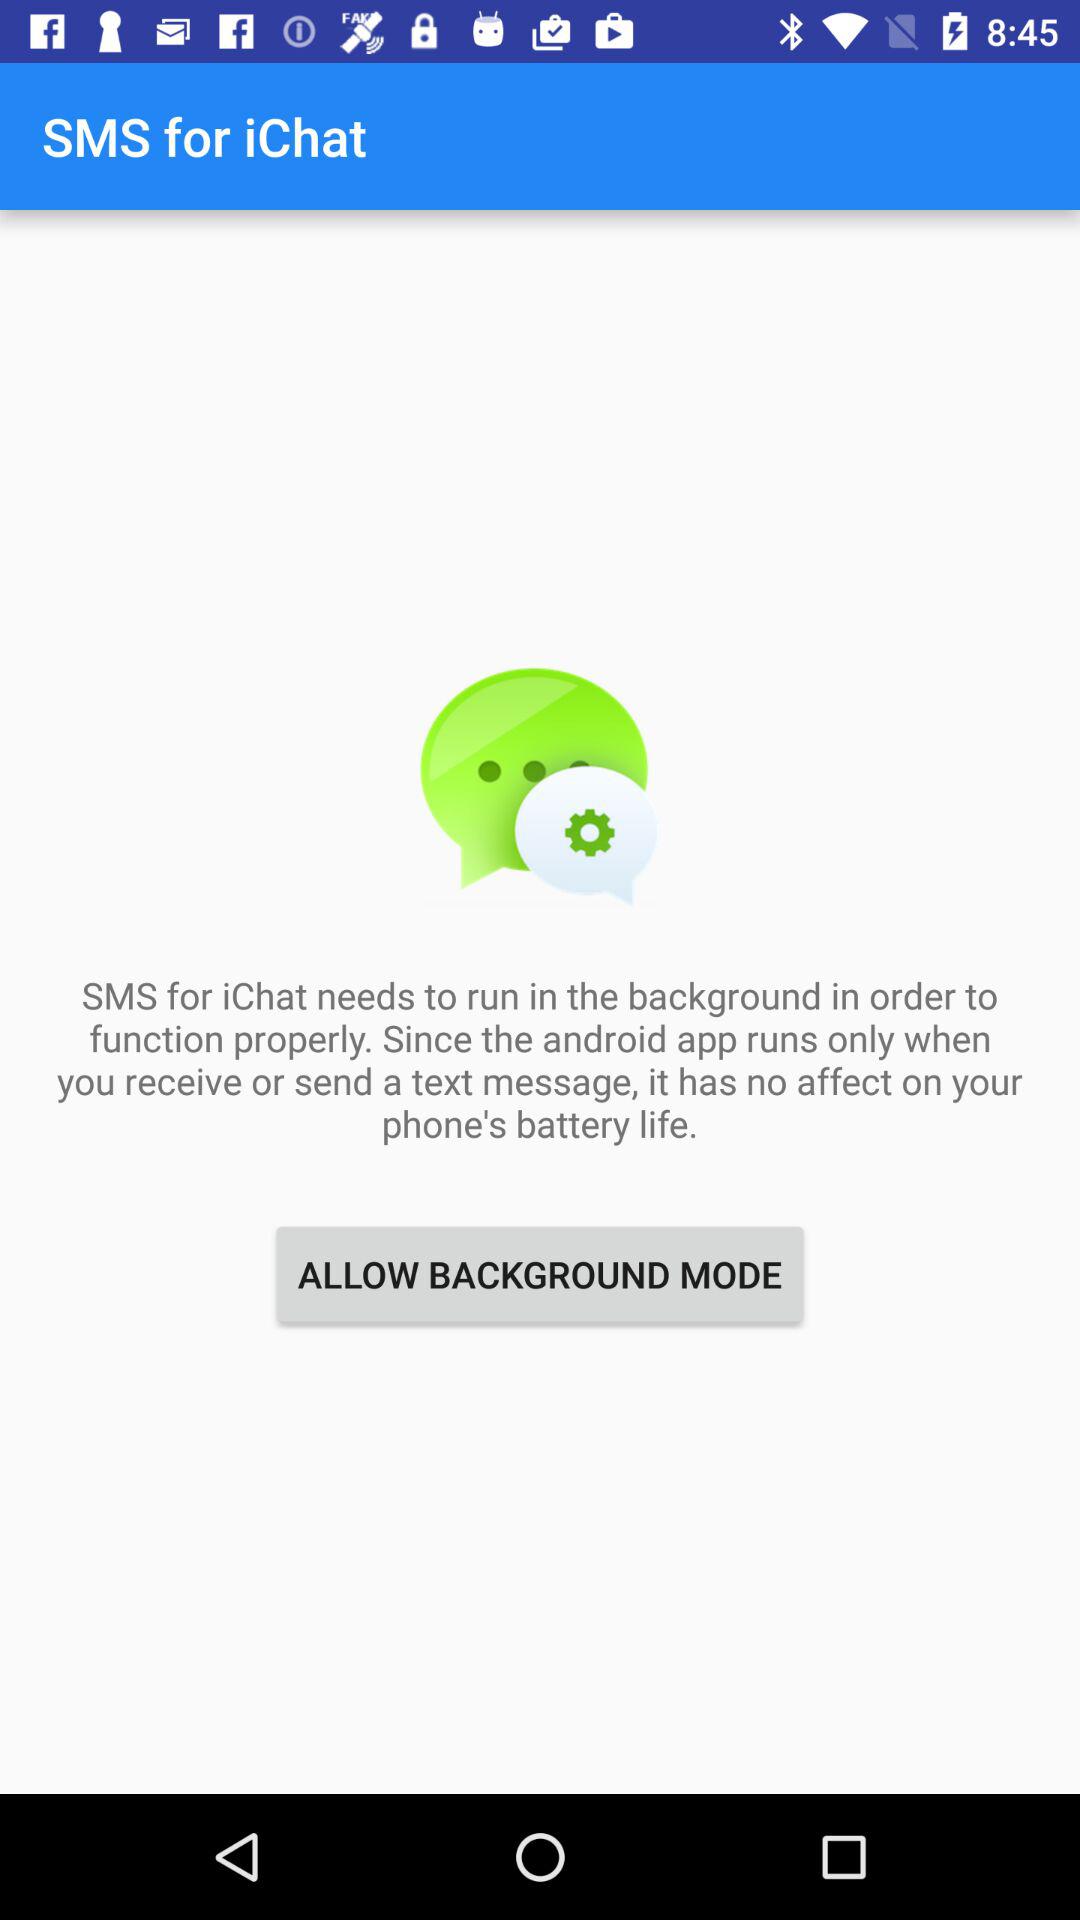 FAKE
8:45
SMS for iChat
SMS for iChat needs to run in the background in order to
function properly. Since the android app runs only when
you receive or send a text message, it has no affect on your
phone's battery life.
ALLOW BACKGROUND MODE